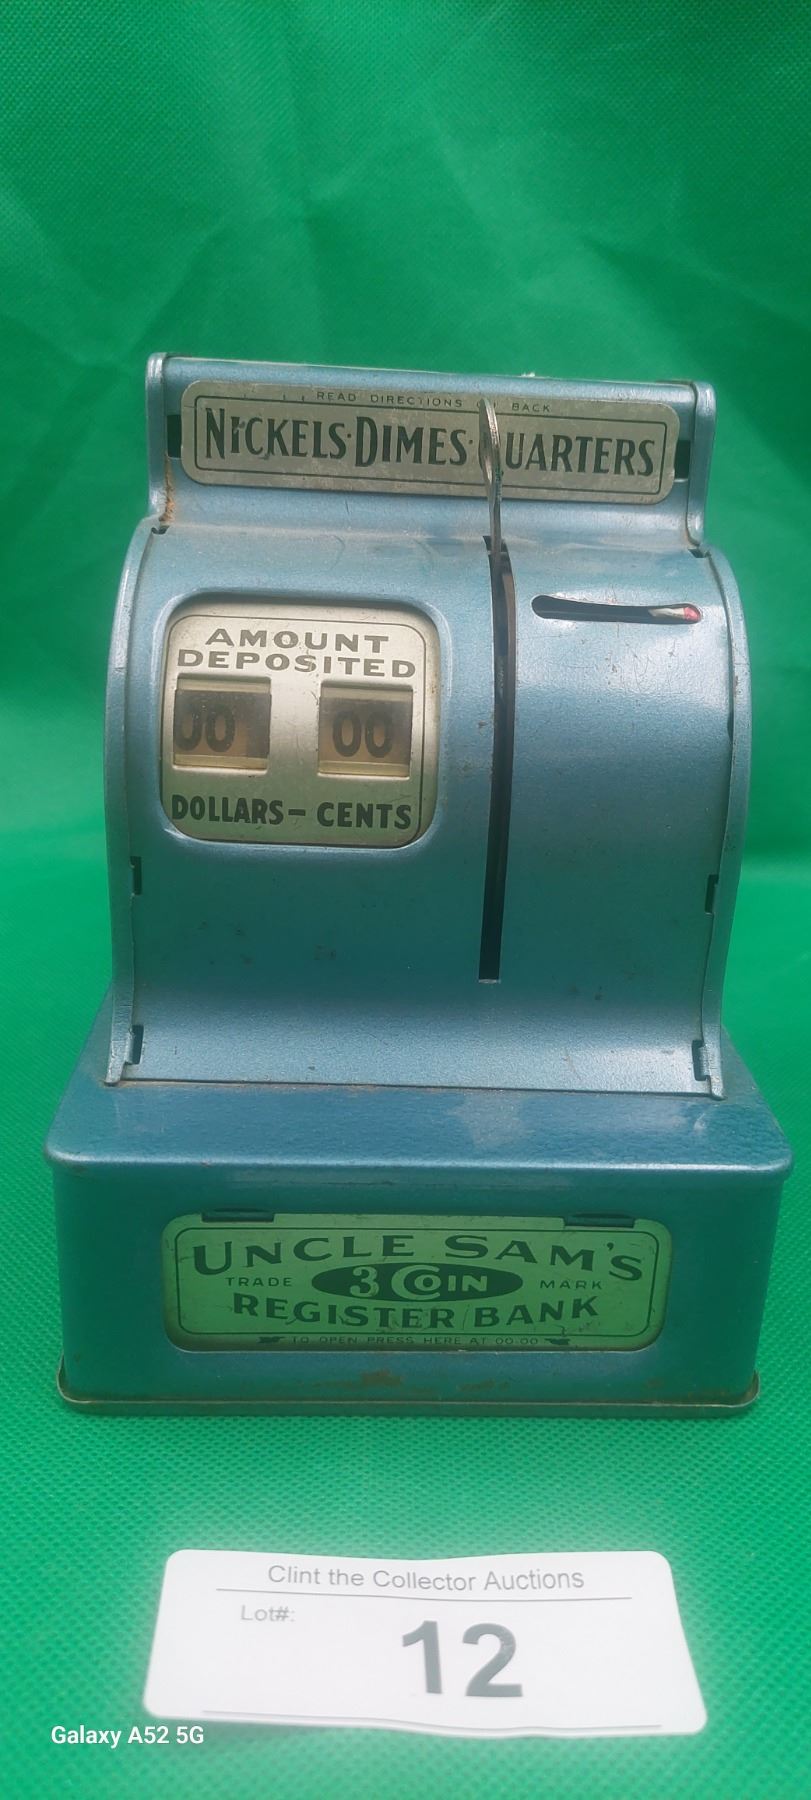 READ DIRECTIONS BACK
NICKELS·DIMES·QUARTERS
AMOUNT
DEPOSITED
00 00
DOLLARS–CENTS
UNCLE SAM'S
TRADE 3 COIN MARK
REGISTER BANK
TO OPEN PRESS HERE AT 00.00
Clint the Collector Auctions
Lot#:
12
Galaxy A52 5G